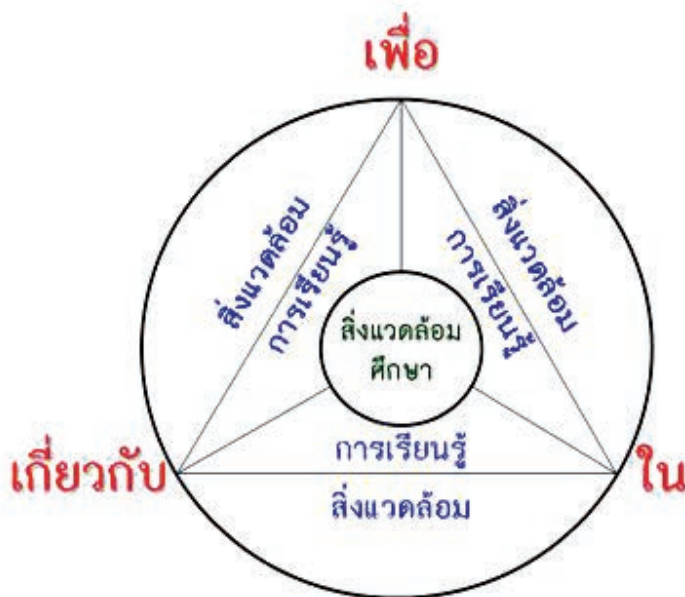 เพื่อ
สิ่งแวดล้อม
การเรียนรู้
สิ่งแวดล้อม
การเรียนรู้
สิ่งแวดล้อม
ศึกษา
เกี่ยวกับ
การเรียนรู้
สิ่งแวดล้อม
ใน